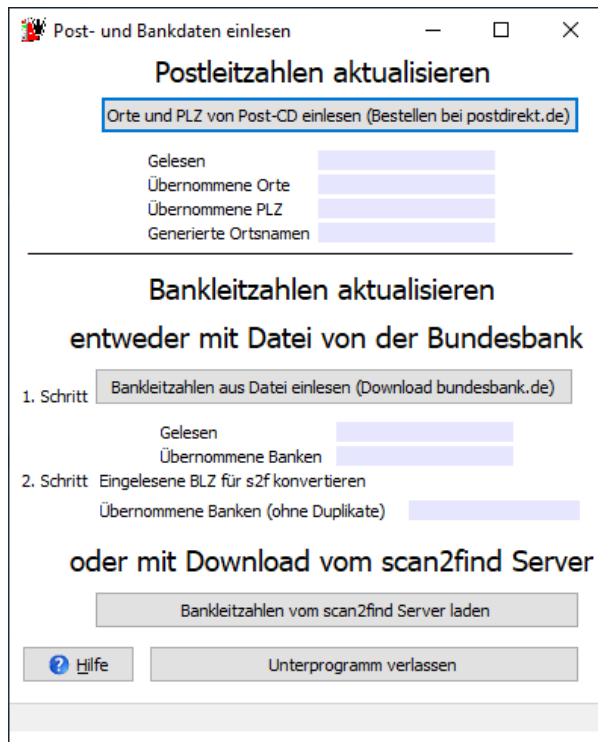 Post- und Bankdaten einlesen
Postleitzahlen aktualisieren
Orte und PLZ von Post-CD einlesen (Bestellen bei postdirekt.de)
Gelesen
Übernommene Orte
Übernommene PLZ
Generierte Ortsnamen
Bankleitzahlen aktualisieren
entweder mit Datei von der Bundesbank
1. Schritt Bankleitzahlen aus Datei einlesen (Download bundesbank.de)
Gelesen
Übernommene Banken
2. Schritt Eingelesene BLZ für s2f konvertieren
Übernommene Banken (ohne Duplikate)
oder mit Download vom scan2find Server
Bankleitzahlen vom scan2find Server laden
Hilfe Unterprogramm verlassen